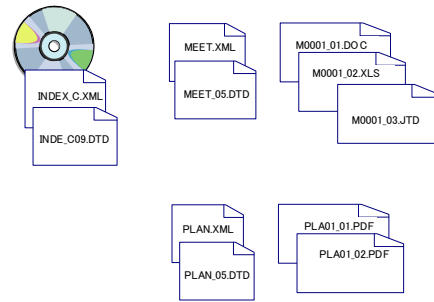 INDEX_C.XML
INDE_C09.DTD
MEET.XML
MEET_05.DTD
M0001_01.DOC
M0001_02.XLS
M0001_03.JTD
PLAN.XML
PLAN_05.DTD
PLA01_01.PDF
PLA01_02.PDF